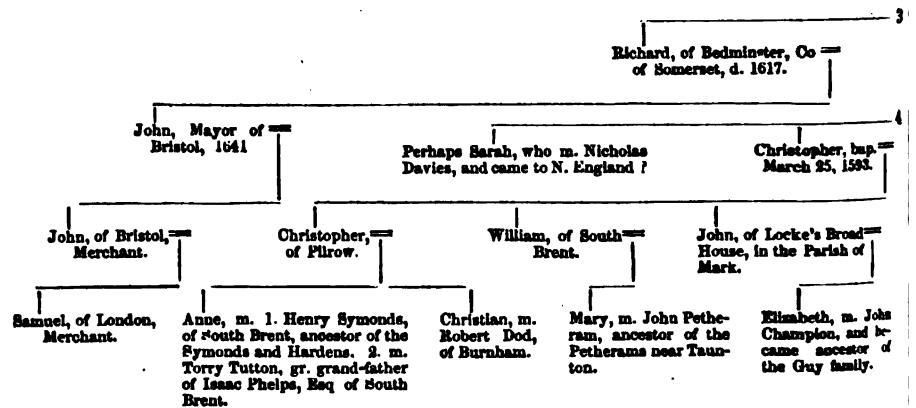 3
Richard, of Bedminster, Co
of Somerset, d. 1617.
4
John, Mayor of
Bristol, 1641
Perhaps Sarah, who m. Nicholas
Davies, and came to N. England ?
Christopher, bap.
March 25, 1593.
John, of Bristol,
Merchant.
Christopher,
of Pilrow.
William, of South
Brent.
John, of Locke's Broad
House, in the Parish of
Mark.
Samuel, of London,
Merchant.
Anne, m. 1. Henry Symonds,
of South Brent, ancestor of the
Symonds and Hardens. 2. m.
Torry Tutton, gr. grand-father
of Isaac Phelps, Esq of South
Brent.
Christian, m.
Robert Dod,
of Burnham.
Mary, m. John Pethe-
ram, ancestor of the
Petherams near Taun-
ton.
Elizabeth, m. John
Champion, and be-
came ancestor of
the Guy family.